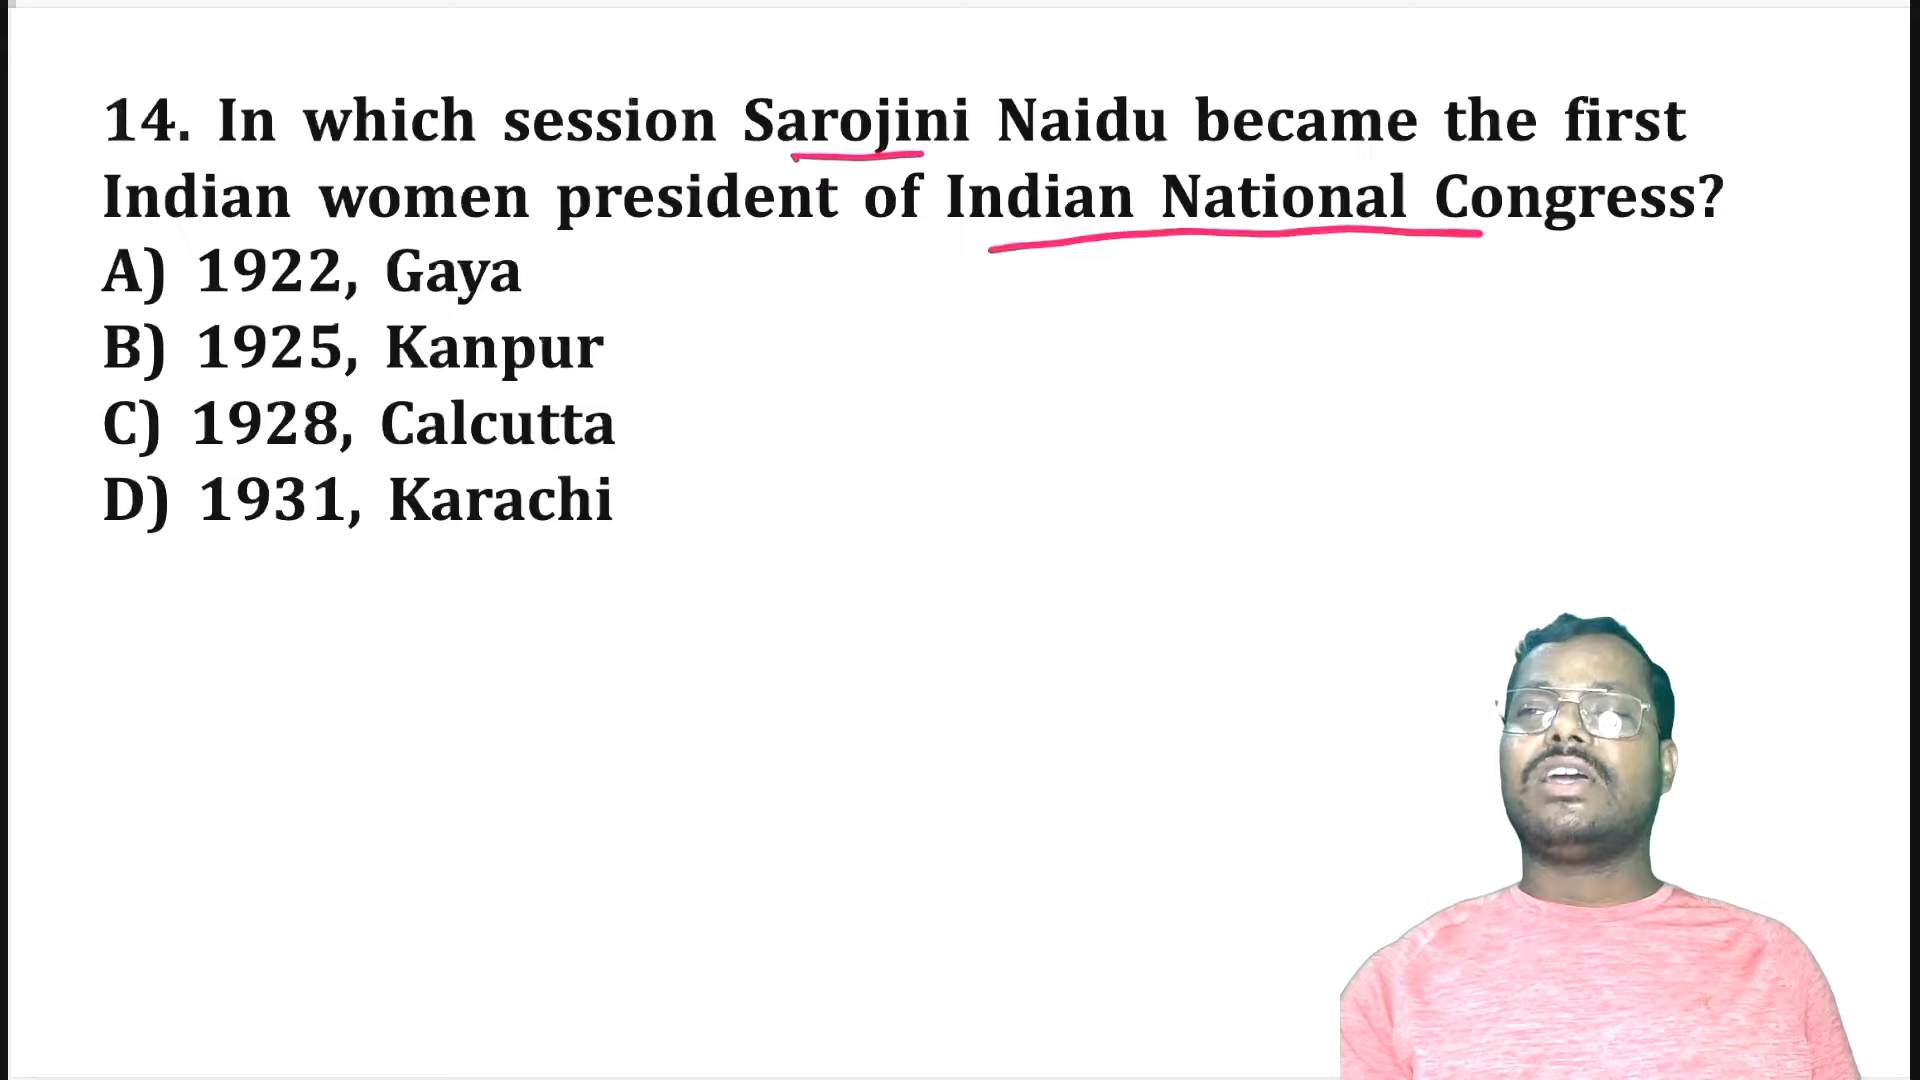 14. In which session Sarojini Naidu became the first
Indian women president of Indian National Congress?
A) 1922, Gaya
B) 1925, Kanpur
C) 1928, Calcutta
D) 1931, Karachi